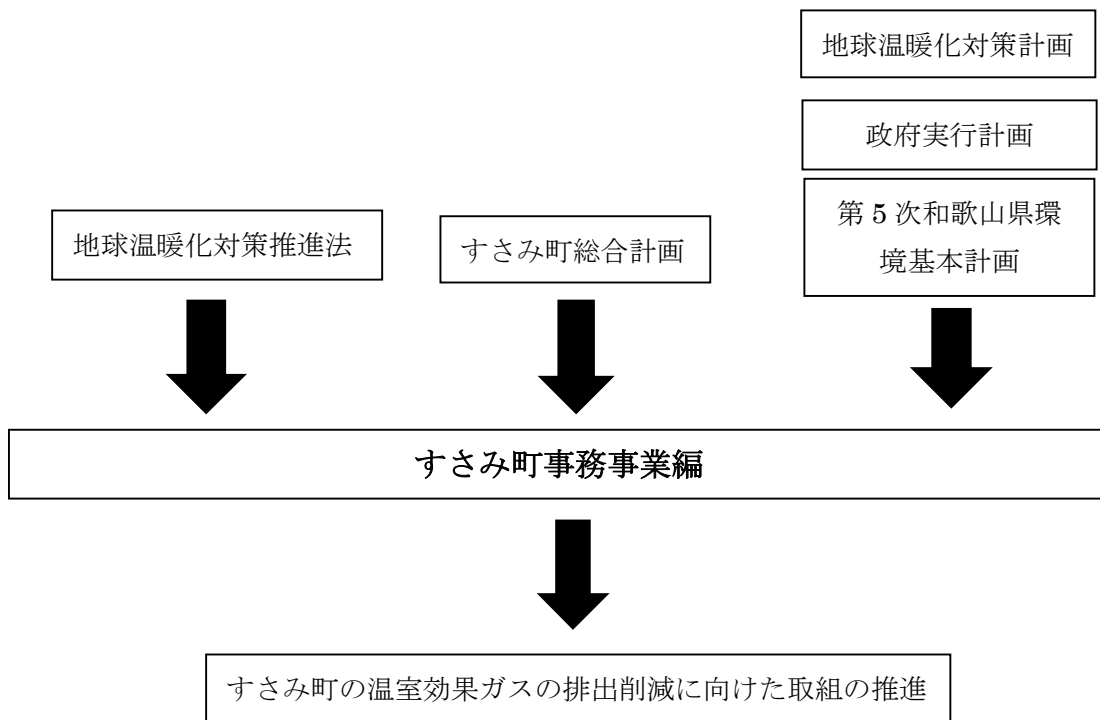 地球温暖化対策計画
政府実行計画
第 5 次和歌山県環
境基本計画
地球温暖化対策推進法
すさみ町総合計画
すさみ町事務事業編
すさみ町の温室効果ガスの排出削減に向けた取組の推進